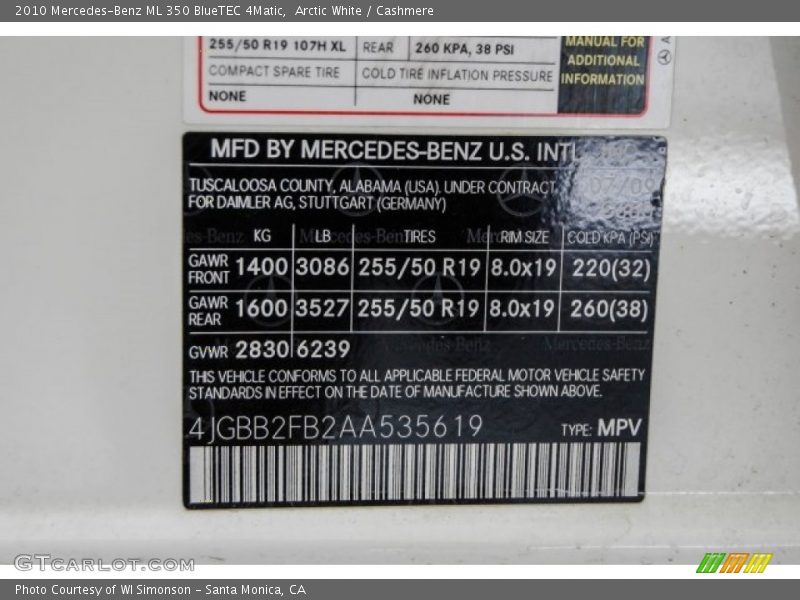 2010 Mercedes-Benz ML 350 BlueTEC 4Matic,  Arctic White / Cashmere
255/50 R19 107H XL REAR 260 KPA, 38 PSI
MANUAL FOR
ADDITIONAL
INFORMATION
COMPACT SPARE TIRE COLD TIRE INFLATION PRESSURE
NONE NONE
MFD BY MERCEDES-BENZ U.S. INT'L
TUSCALOOSA COUNTY, ALABAMA (USA), UNDER CONTRACT 07/09
FOR DAIMLER AG, STUTTGART (GERMANY)
KG LB TIRES RIM SIZE COLD KPA (PSI)
GAWR FRONT 1400 3086 255/50 R19 8.0x19 220(32)
GAWR REAR 1600 3527 255/50 R19 8.0x19 260(38)
GVWR 2830 6239
THIS VEHICLE CONFORMS TO ALL APPLICABLE FEDERAL MOTOR VEHICLE SAFETY
STANDARDS IN EFFECT ON THE DATE OF MANUFACTURE SHOWN ABOVE.
4JGBB2FB2AA535619 TYPE: MPV
GTCarLot.com
Photo Courtesy of WI Simonson - Santa Monica, CA